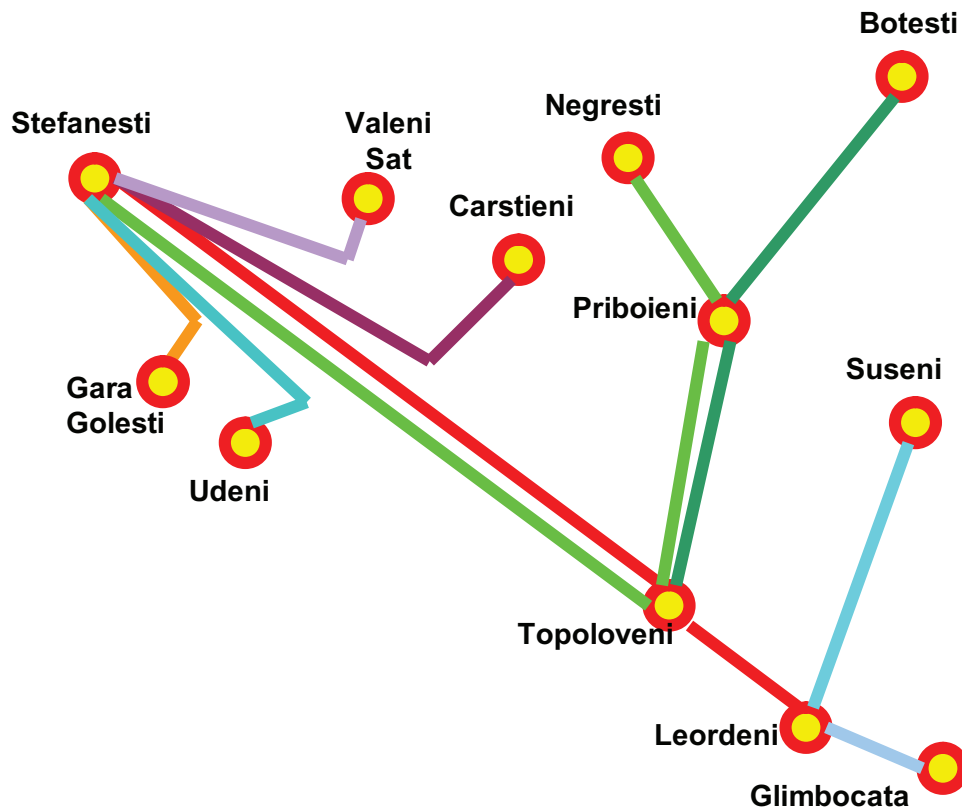 Botesti
Negresti
Stefanesti
Valeni
Sat
Carstieni
Priboieni
Suseni
Gara
Golesti
Udeni
Topoloveni
Leordeni
Glimbocata